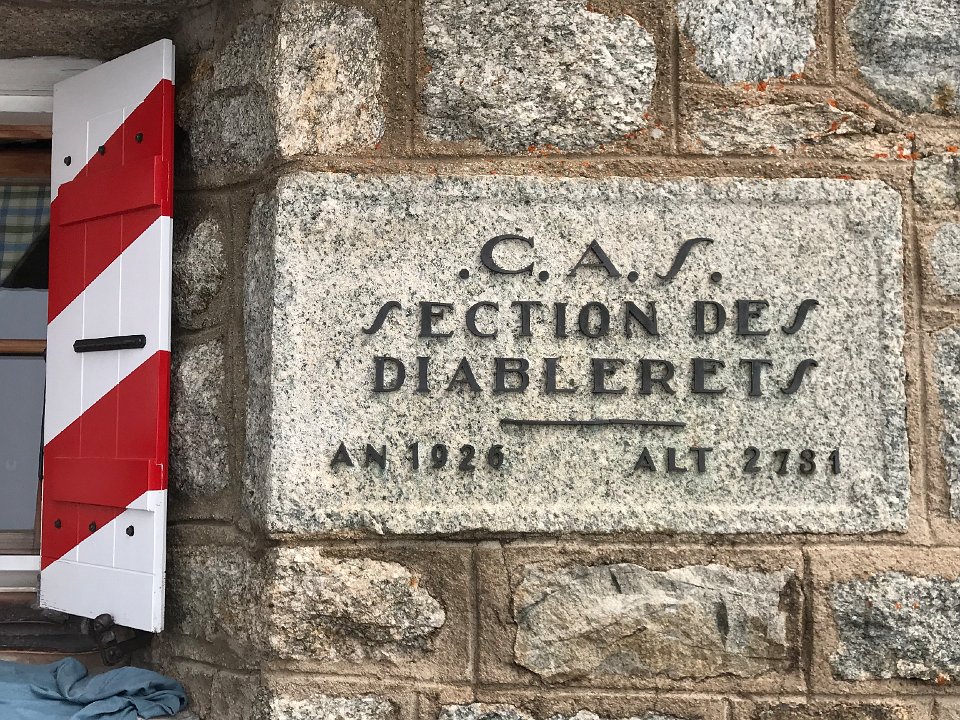 .C.A.S.
SECTION DES
DIABLERETS
AN 1926 ALT 2731